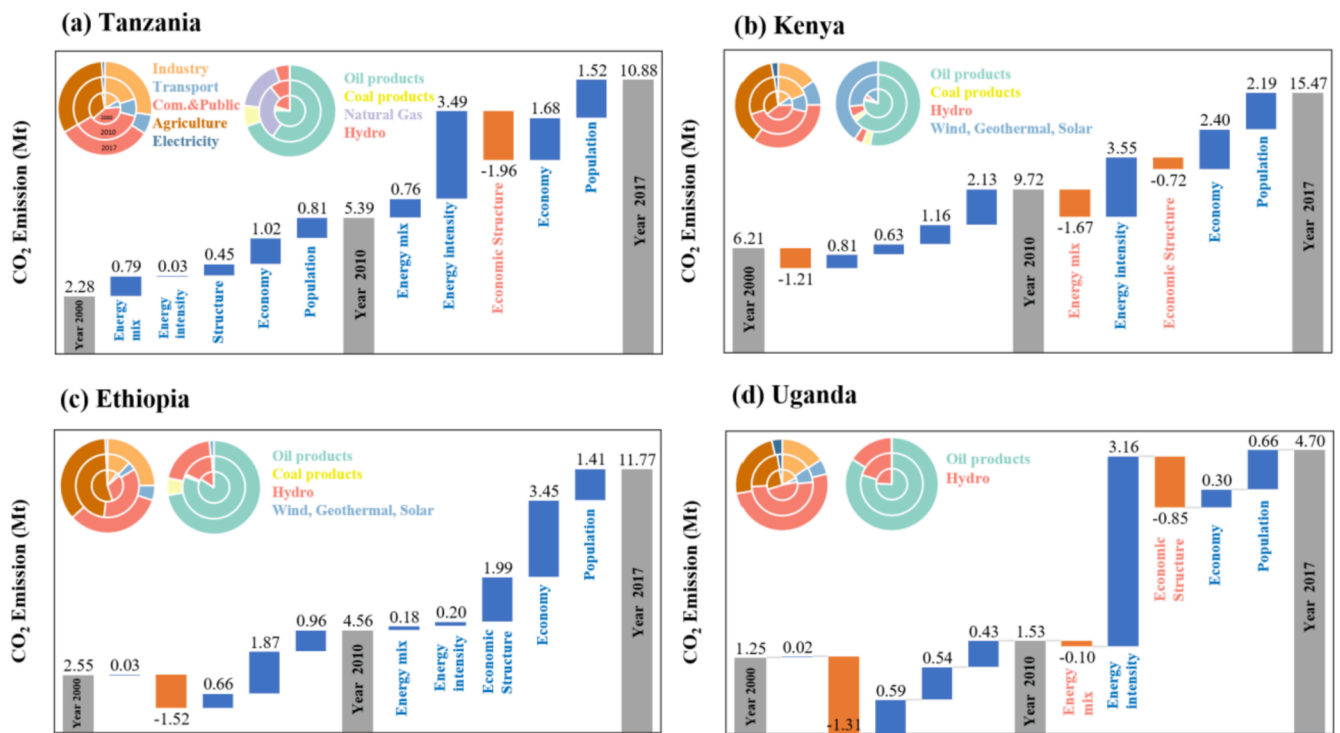 (a) Tanzania
CO₂ Emission (Mt)
2000
2010
2017
Industry
Transport
Com.&Public
Agriculture
Electricity
Oil products
Coal products
Natural Gas
Hydro
2.28
Year 2000
0.79
Energy
mix
0.03
Energy
intensity
0.45
Structure
1.02
Economy
0.81
Population
5.39
Year 2010
0.76
Energy mix
3.49
Energy intensity
-1.96
Economic Structure
1.68
Economy
1.52
Population
10.88
Year 2017
(b) Kenya
CO₂ Emission (Mt)
Oil products
Coal products
Hydro
Wind, Geothermal, Solar
6.21
Year 2000
-1.21
0.81
0.63
1.16
2.13
9.72
Year 2010
-1.67
Energy mix
3.55
Energy intensity
-0.72
Economic Structure
2.40
Economy
2.19
Population
15.47
Year 2017
(c) Ethiopia
CO₂ Emission (Mt)
Oil products
Coal products
Hydro
Wind, Geothermal, Solar
2.55
Year 2000
0.03
-1.52
0.66
1.87
0.96
4.56
Year 2010
0.18
Energy mix
0.20
Energy
intensity
1.99
Economic
Structure
3.45
Economy
1.41
Population
11.77
Year 2017
(d) Uganda
CO₂ Emission (Mt)
Oil products
Hydro
1.25
Year 2000
0.02
-1.31
0.59
0.54
0.43
1.53
Year 2010
-0.10
Energy
mix
3.16
Energy
intensity
-0.85
Economic
Structure
0.30
Economy
0.66
Population
4.70
Year 2017